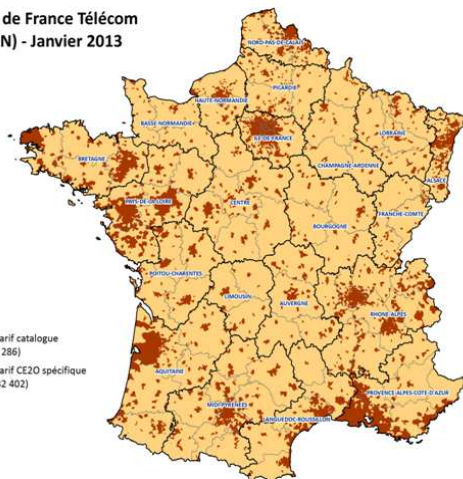 de France Télécom
N) - Janvier 2013
NORD-PAS-DE-CALAIS
PICARDIE
HAUTE-NORMANDIE
BASSE-NORMANDIE
ILE-DE-FRANCE
LORRAINE
BRETAGNE
CHAMPAGNE-ARDENNE
ALSACE
PAYS-DE-LA-LOIRE
CENTRE
FRANCHE-COMTE
BOURGOGNE
POITOU-CHARENTES
LIMOUSIN
AUVERGNE
RHONE-ALPES
arif catalogue
286)
arif CE2O spécifique
2 402)
AQUITAINE
PROVENCE-ALPES-COTE-D'AZUR
MIDI-PYRENEES
LANGUEDOC-ROUSSILLON